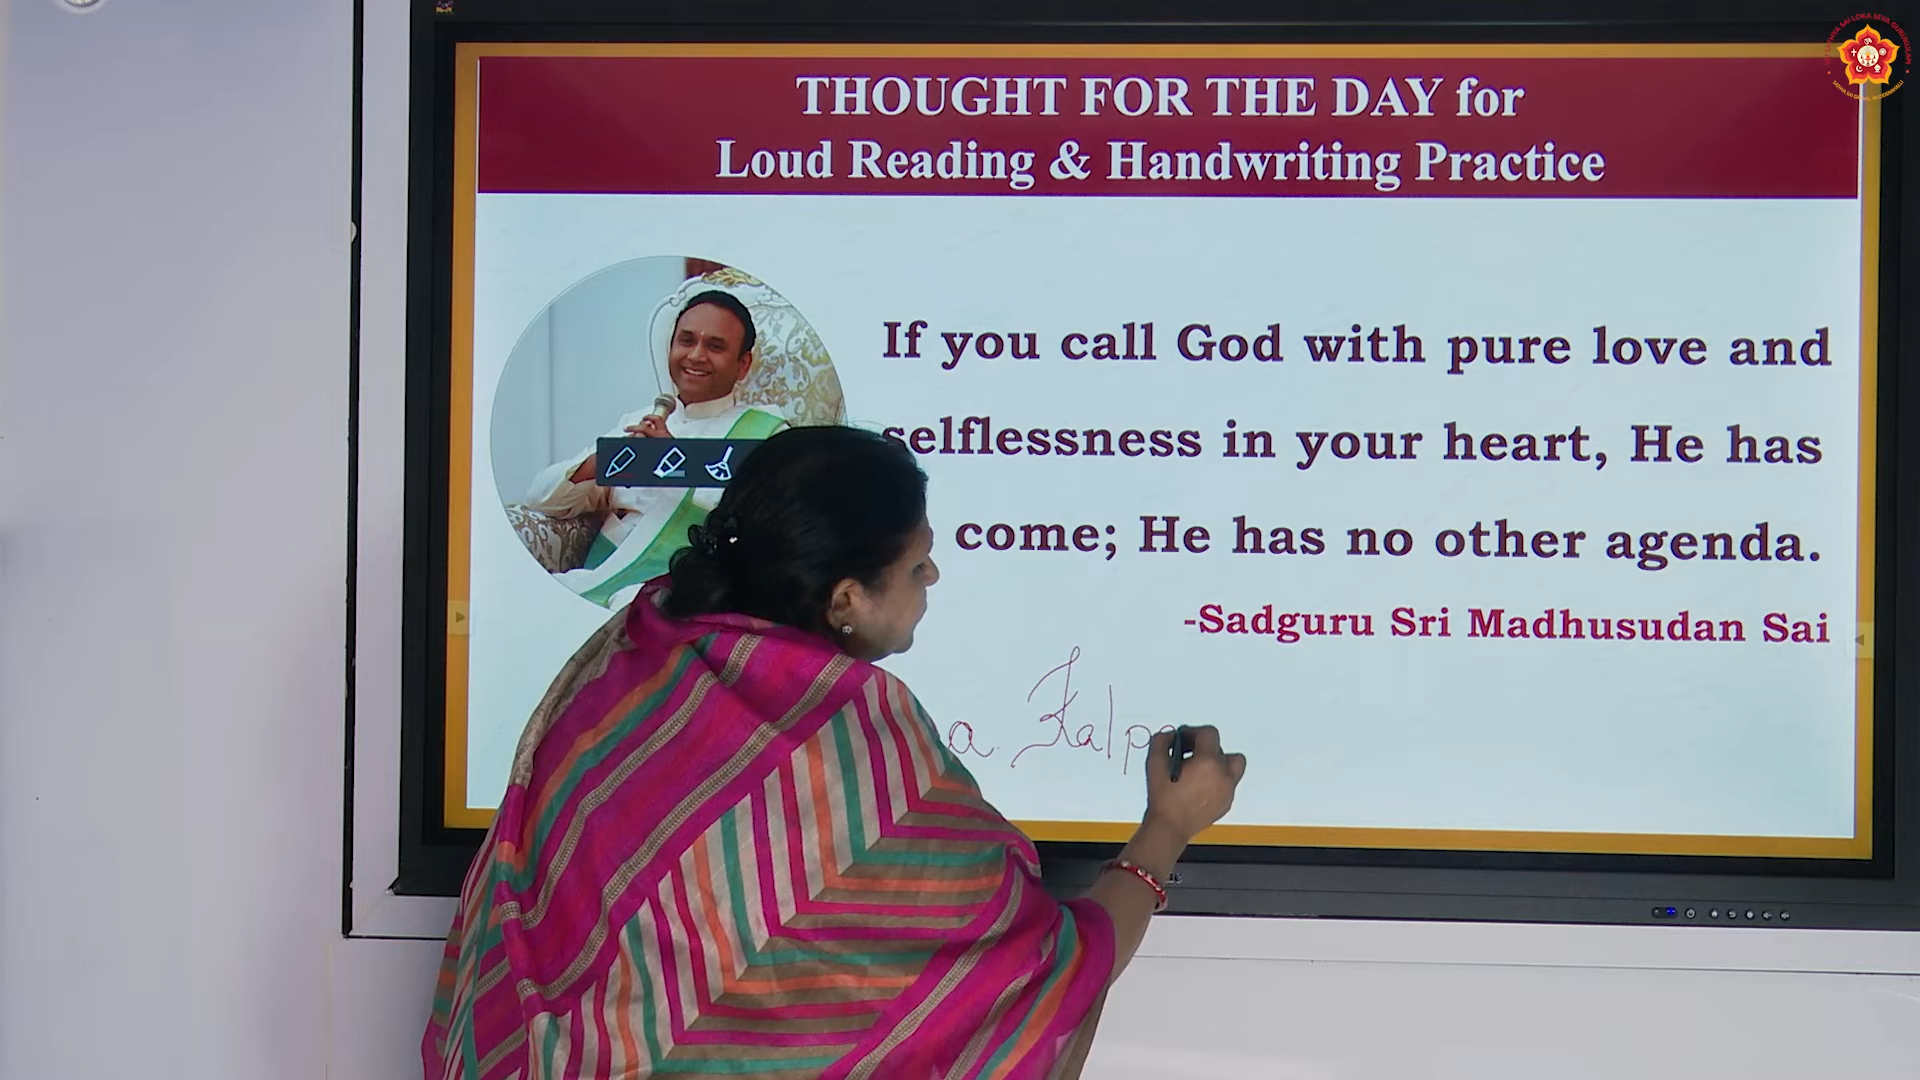 THOUGHT FOR THE DAY for
Loud Reading & Handwriting Practice
If you call God with pure love and
selflessness in your heart, He has
come; He has no other agenda.
-Sadguru Sri Madhusudan Sai
a Kalpa